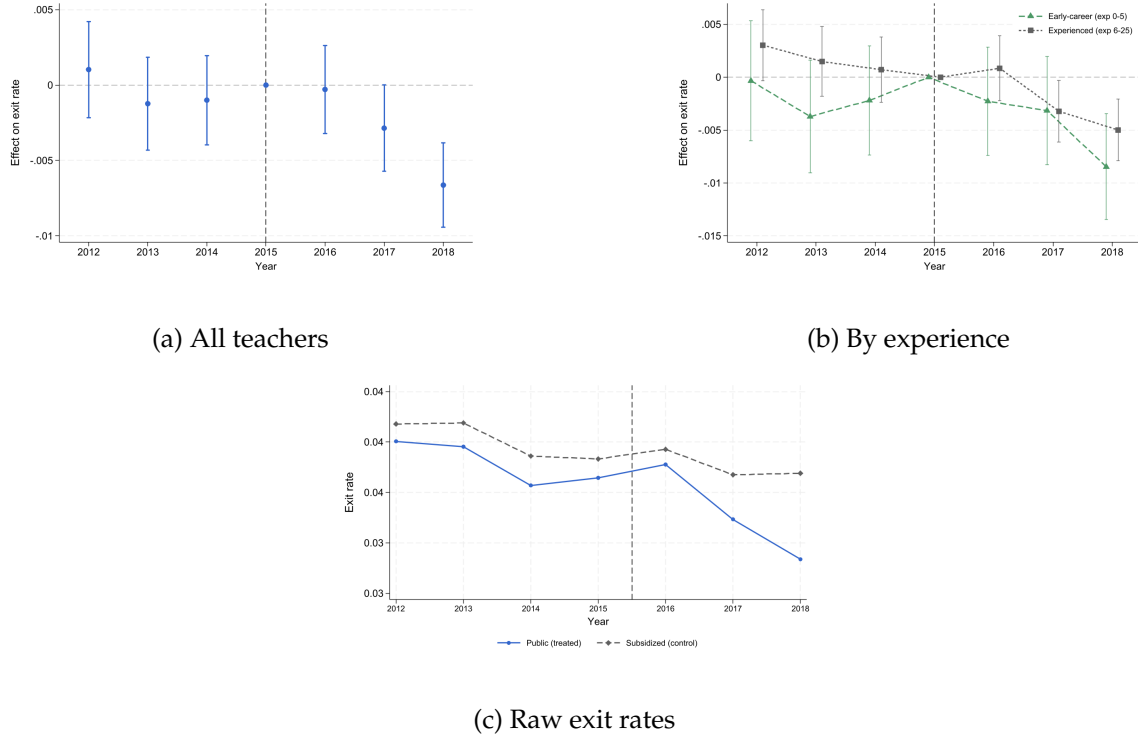 .005
0
-.005
-.01
Effect on exit rate
2012 2013 2014 2015 2016 2017 2018
Year
(a) All teachers
Early-career (exp 0-5)
Experienced (exp 6-25)
.005
0
-.005
-.01
-.015
Effect on exit rate
2012 2013 2014 2015 2016 2017 2018
Year
(b) By experience
0.04
0.04
0.04
0.03
0.03
Exit rate
2012 2013 2014 2015 2016 2017 2018
Year
Public (treated) Subsidized (control)
(c) Raw exit rates